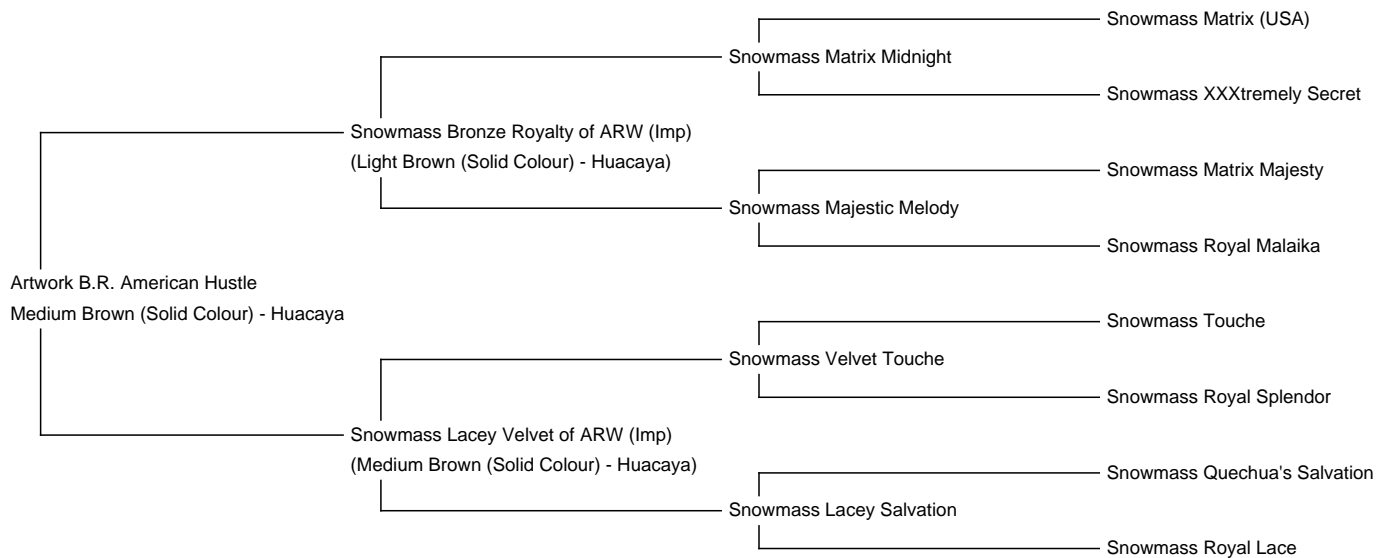 Snowmass Matrix (USA)
Snowmass Matrix Midnight
Snowmass XXXtremely Secret
Snowmass Bronze Royalty of ARW (Imp)
(Light Brown (Solid Colour) - Huacaya)
Snowmass Matrix Majesty
Snowmass Majestic Melody
Snowmass Royal Malaika
Artwork B.R. American Hustle
Medium Brown (Solid Colour) - Huacaya
Snowmass Touche
Snowmass Velvet Touche
Snowmass Royal Splendor
Snowmass Lacey Velvet of ARW (Imp)
(Medium Brown (Solid Colour) - Huacaya)
Snowmass Quechua's Salvation
Snowmass Lacey Salvation
Snowmass Royal Lace